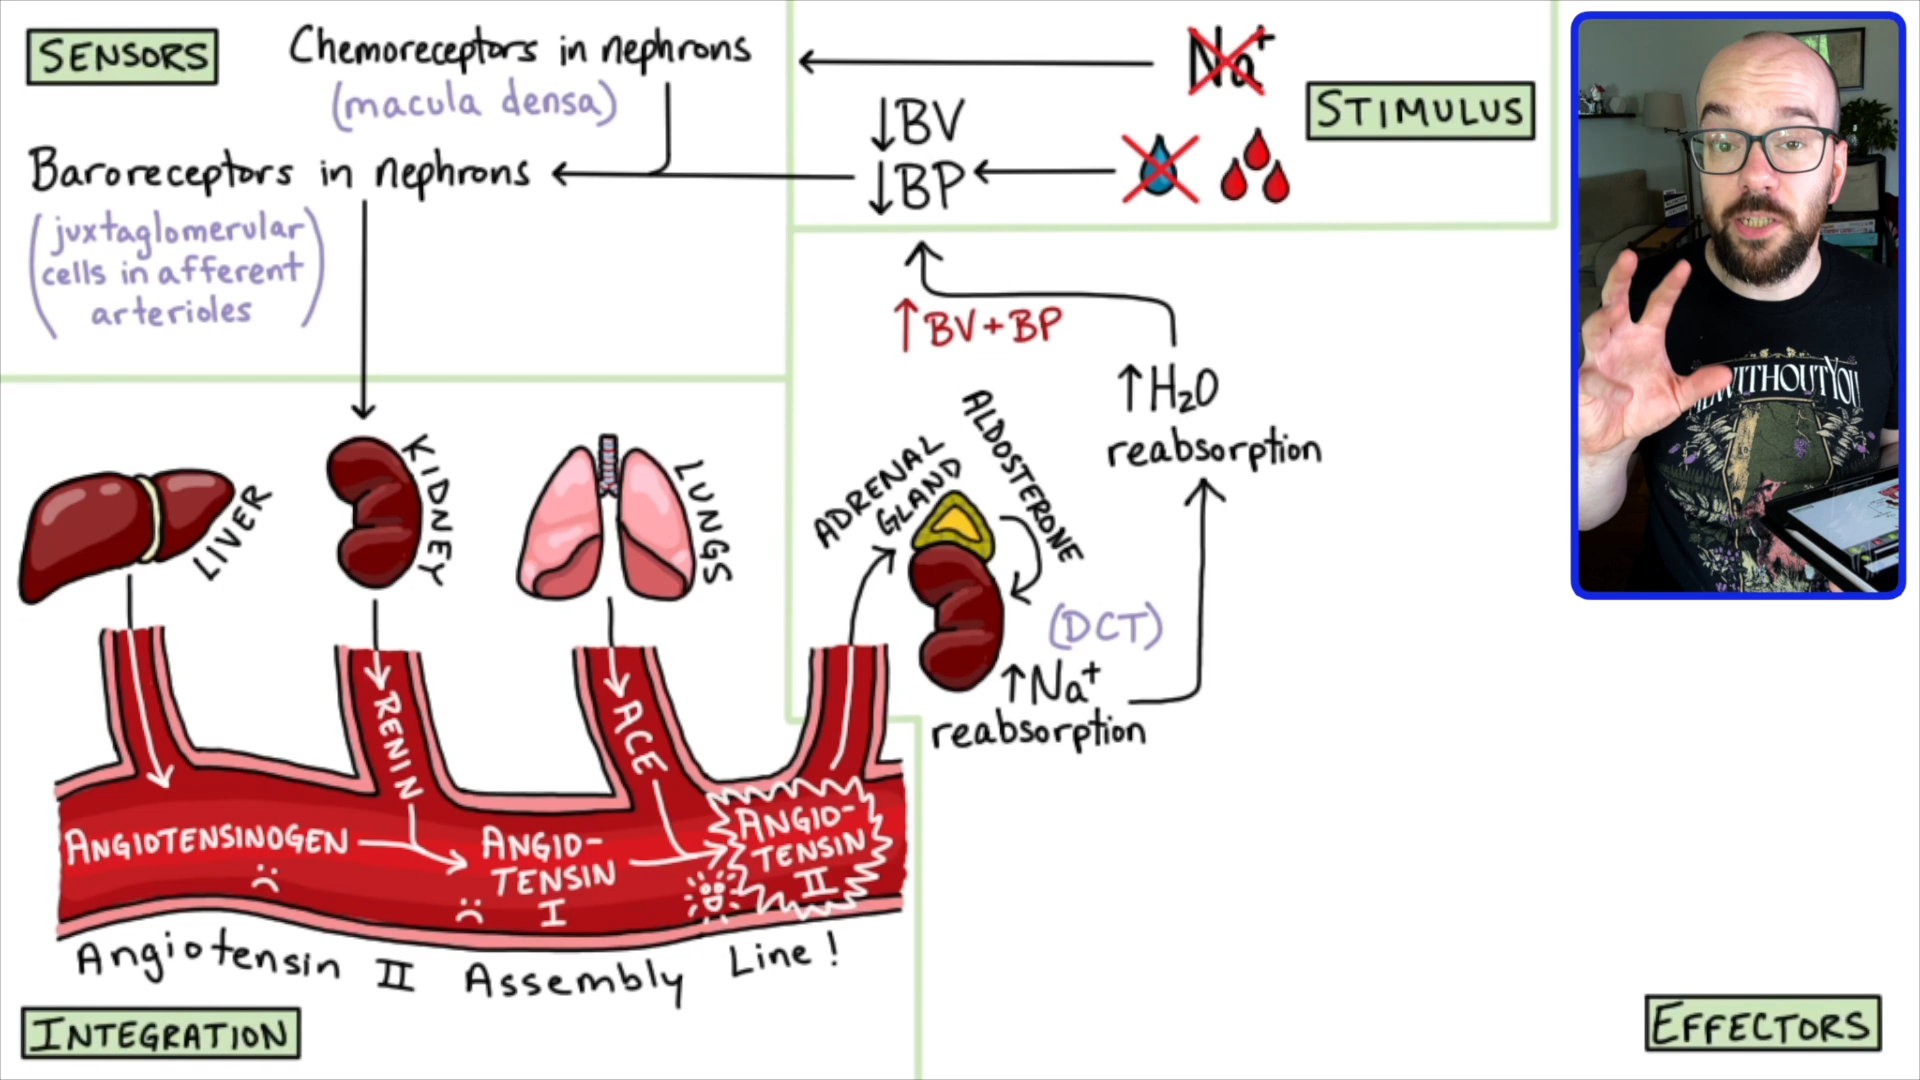 SENSORS
Chemoreceptors in nephrons
(macula densa)
Baroreceptors in nephrons
(juxtaglomerular
cells in afferent
arterioles)
Na+
STIMULUS
↓BV
↓BP
↑BV+BP
↑H₂O
reabsorption
LIVER
KIDNEY
LUNGS
ADRENAL
GLAND
ALDOSTERONE
(DCT)
↑Na+
reabsorption
RENIN
ACE
ANGIOTENSINOGEN
ANGIO-
TENSIN
I
ANGIO-
TENSIN
II
Angiotensin II Assembly Line!
INTEGRATION
EFFECTORS
WITHOUT YOU